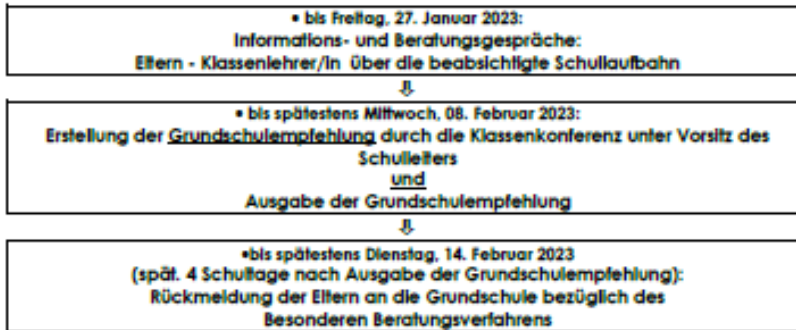 • bis Freitag, 27. Januar 2023:
Informations- und Beratungsgespräche:
Eltern - Klassenlehrer/in über die beabsichtigte Schullaufbahn
⇩
• bis spätestens Mittwoch, 08. Februar 2023:
Erstellung der Grundschulempfehlung durch die Klassenkonferenz unter Vorsitz des
Schulleiters
und
Ausgabe der Grundschulempfehlung
⇩
•bis spätestens Dienstag, 14. Februar 2023
(spät. 4 Schultage nach Ausgabe der Grundschulempfehlung):
Rückmeldung der Eltern an die Grundschule bezüglich des
Besonderen Beratungsverfahrens